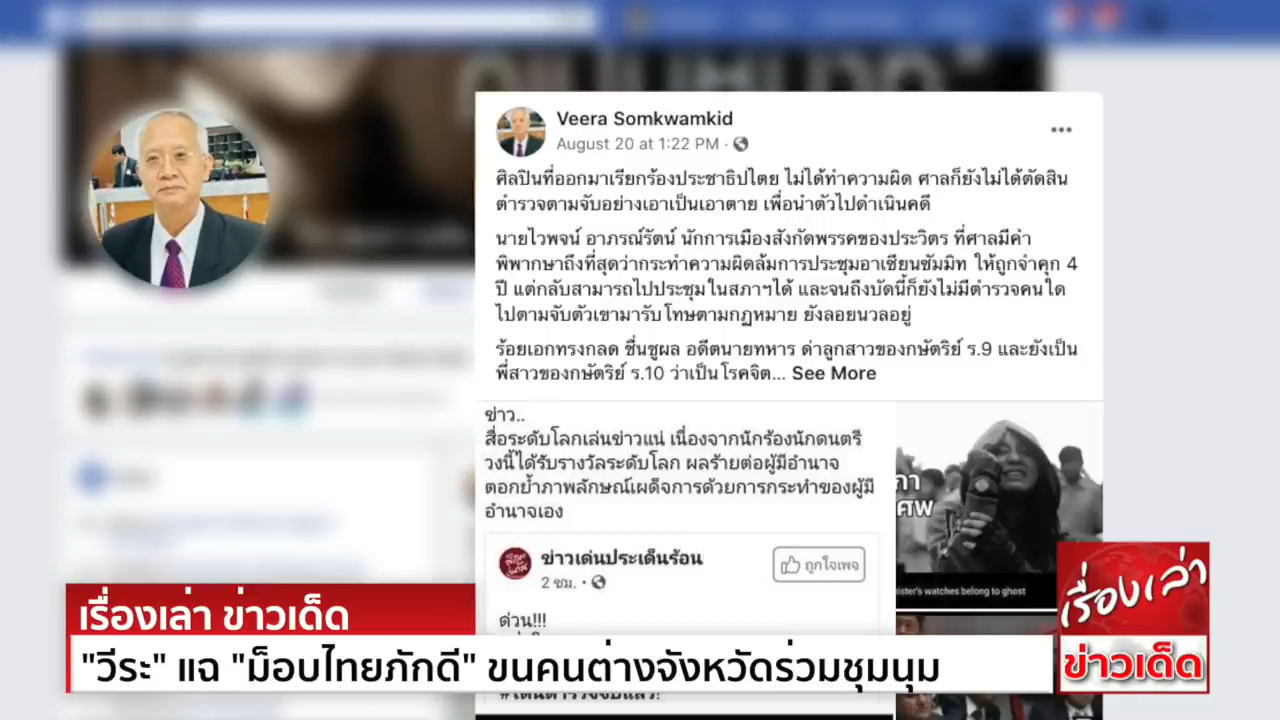 Veera Somkwamkid
August 20 at 1:22 PM ·
ศิลปินที่ออกมาเรียกร้องประชาธิปไตย ไม่ได้ทำความผิด ศาลก็ยังไม่ได้ตัดสิน
ตำรวจตามจับอย่างเอาเป็นเอาตาย เพื่อนำตัวไปดำเนินคดี
นายไวพจน์ อาภรณ์รัตน์ นักการเมืองสังกัดพรรคของประวิตร ที่ศาลมีคำ
พิพากษาถึงที่สุดว่ากระทำความผิดล้มการประชุมอาเซียนซัมมิท ให้ถูกจำคุก 4
ปี แต่กลับสามารถไปประชุมในสภาฯได้ และจนถึงบัดนี้ก็ยังไม่มีตำรวจคนใด
ไปตามจับตัวเขามารับโทษตามกฎหมาย ยังลอยนวลอยู่
ร้อยเอกทรงกลด ชื่นชูผล อดีตนายทหาร ด่าลูกสาวของกษัตริย์ ร.9 และยังเป็น
พี่สาวของกษัตริย์ ร.10 ว่าเป็นโรคจิต... See More
ข่าว..
สื่อระดับโลกเล่นข่าวแน่ เนื่องจากนักร้องนักดนตรี
วงนี้ได้รับรางวัลระดับโลก ผลร้ายต่อผู้มีอำนาจ
ตอกย้ำภาพลักษณ์เผด็จการด้วยการกระทำของผู้มี
อำนาจเอง
ข่าวเด่นประเด็นร้อน
ถูกใจเพจ
2 ชม. ·
ด่วน!!!
ister's watches belong to ghost
เรื่องเล่า ข่าวเด็ด
"วีระ" แฉ "ม็อบไทยภักดี" ขนคนต่างจังหวัดร่วมชุมนุม
เรื่องเล่า
ข่าวเด็ด